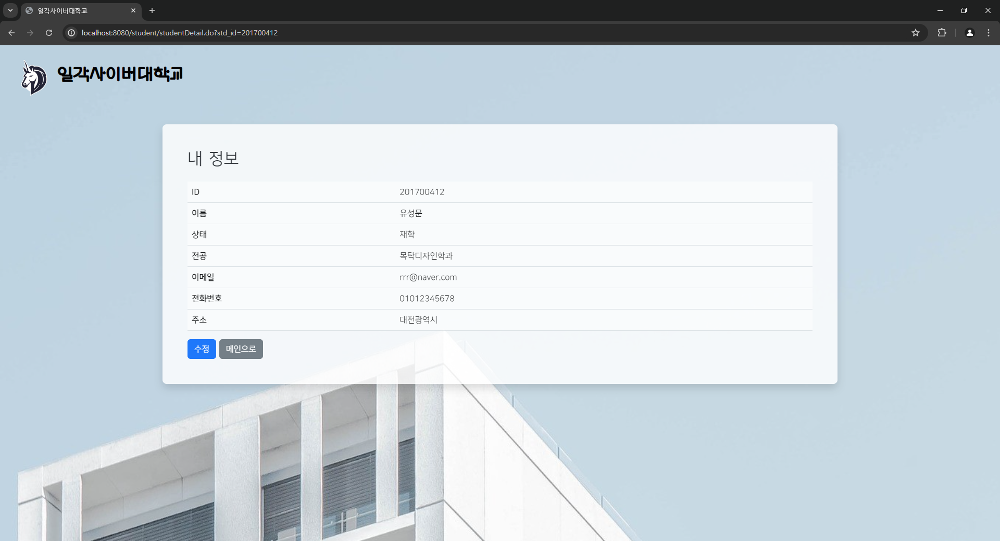 일각사이버대학교
localhost:8080/student/studentDetail.do?std_id=201700412
일각사이버대학교
내 정보
ID 201700412
이름 유성문
상태 재학
전공 목탁디자인학과
이메일 rrr@naver.com
전화번호 01012345678
주소 대전광역시
수정 메인으로